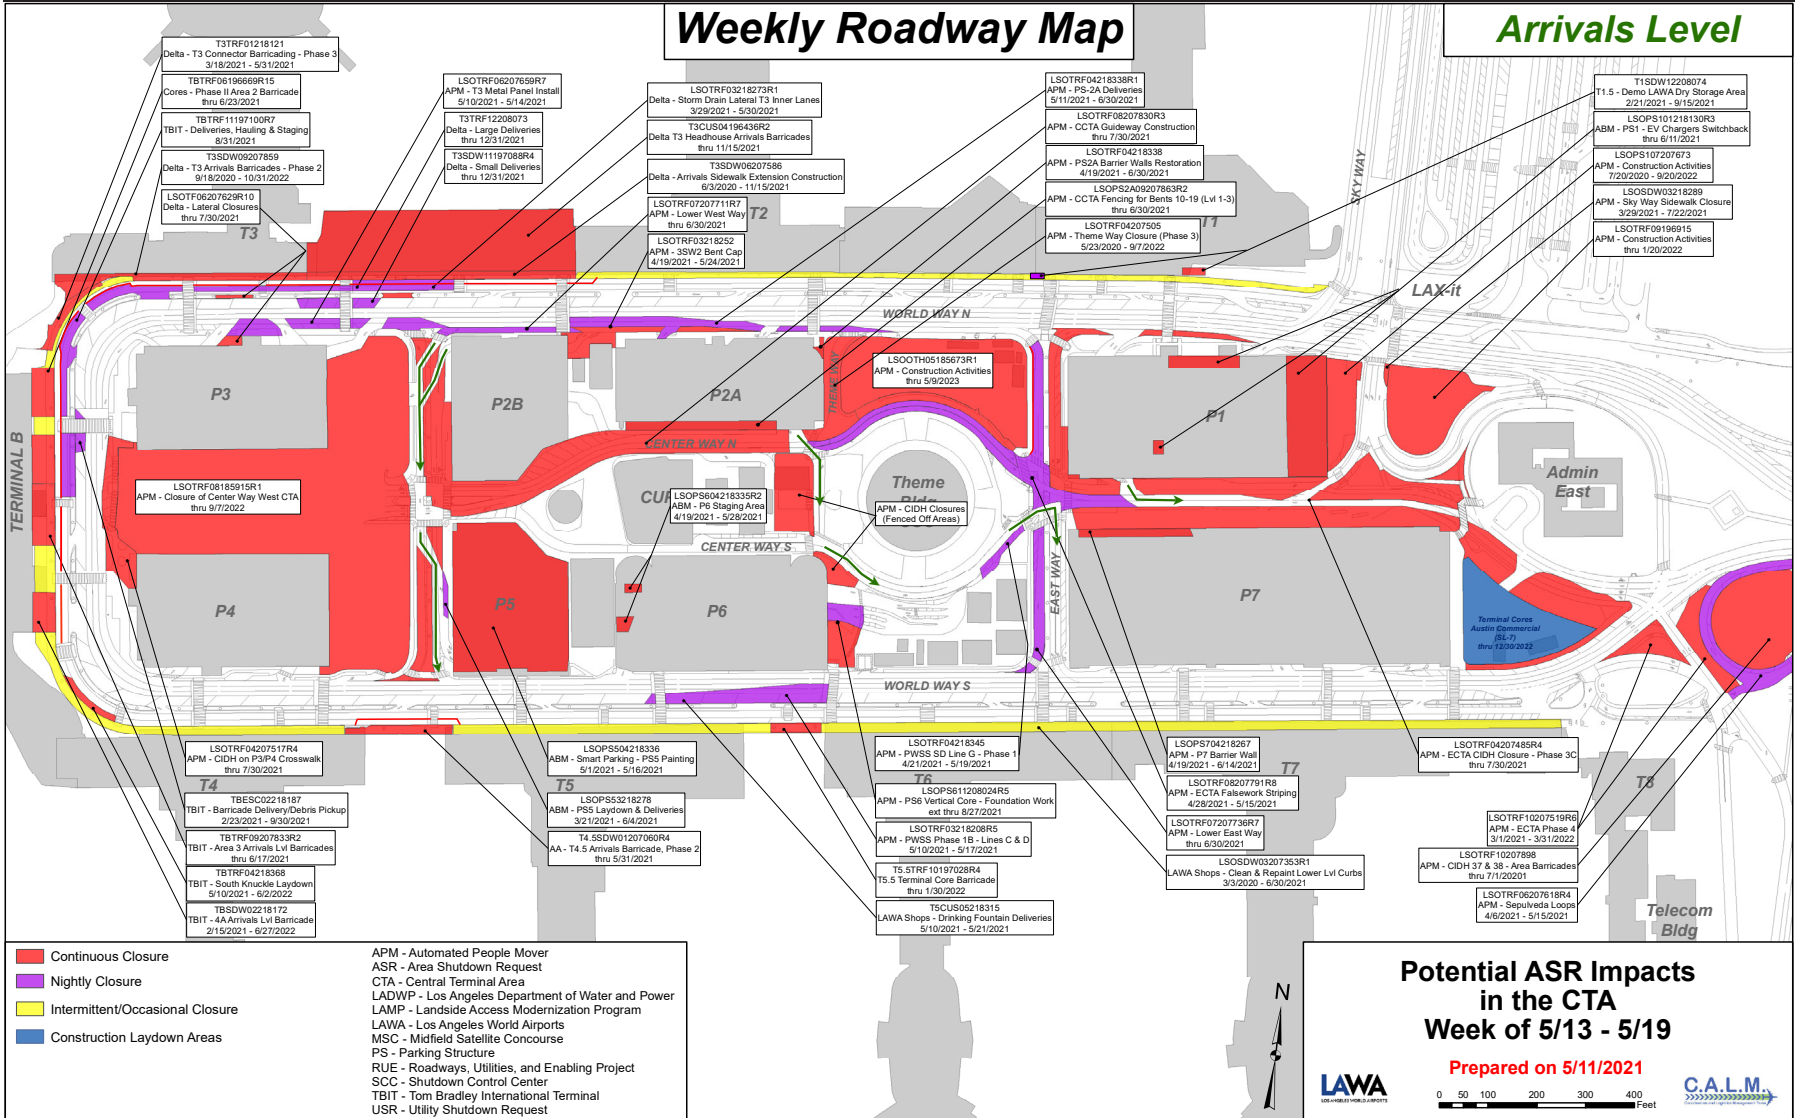 Weekly Roadway Map
Arrivals Level
T3TRF01218121
Delta - T3 Connector Barricading - Phase 3
3/18/2021 - 5/31/2021
TBTRF06196669R15
Cores - Phase II Area 2 Barricade
thru 6/23/2021
TBTRF11197100R7
TBIT - Deliveries, Hauling & Staging
8/31/2021
T3SDW09207859
Delta - T3 Arrivals Barricades - Phase 2
9/18/2020 - 10/31/2022
LSOTF06207629R10
Delta - Lateral Closures
thru 7/30/2021
LSOTRF06207659R7
APM - T3 Metal Panel Install
5/10/2021 - 5/14/2021
T3TRF12208073
Delta - Large Deliveries
thru 12/31/2021
T3SDW11197088R4
Delta - Small Deliveries
thru 12/31/2021
LSOTRF03218273R1
Delta - Storm Drain Lateral T3 Inner Lanes
3/29/2021 - 5/30/2021
T3CUS04196436R2
Delta T3 Headhouse Arrivals Barricades
thru 11/15/2021
T3SDW06207586
Delta - Arrivals Sidewalk Extension Construction
6/3/2020 - 11/15/2021
LSOTRF07207711R7
APM - Lower West Way
thru 6/30/2021
LSOTRF03218252
APM - 3SW2 Bent Cap
4/19/2021 - 5/24/2021
LSOTRF04218338R1
APM - PS-2A Deliveries
5/11/2021 - 6/30/2021
LSOTRF08207830R3
APM - CCTA Guideway Construction
thru 7/30/2021
LSOTRF04218338
APM - PS2A Barrier Walls Restoration
4/19/2021 - 6/30/2021
LSOPS2A09207863R2
APM - CCTA Fencing for Bents 10-19 (Lvl 1-3)
thru 6/30/2021
LSOTRF04207505
APM - Theme Way Closure (Phase 3)
5/23/2020 - 9/7/2022
T1SDW12208074
T1.5 - Demo LAWA Dry Storage Area
2/21/2021 - 9/15/2021
LSOPS101218130R3
ABM - PS1 - EV Chargers Switchback
thru 6/11/2021
LSOPS107207673
APM - Construction Activities
7/20/2020 - 9/20/2022
LSOSDW03218289
APM - Sky Way Sidewalk Closure
3/29/2021 - 7/22/2021
LSOTRF09196915
APM - Construction Activities
thru 1/20/2022
T3
T2
T1
SKY WAY
LAX-it
WORLD WAY N
P3
P2B
P2A
THEME WAY
LSOOTH05185673R1
APM - Construction Activities
thru 5/9/2023
P1
TERMINAL B
CENTER WAY N
LSOTRF08185915R1
APM - Closure of Center Way West CTA
thru 9/7/2022
CUP
LSOPS604218335R2
ABM - P6 Staging Area
4/19/2021 - 5/28/2021
Theme
Bldg
APM - CIDH Closures
(Fenced Off Areas)
Admin
East
CENTER WAY S
EAST WAY
P4
P5
P6
P7
Terminal Cores
Austin Commercial
(SL-7)
thru 12/30/2022
WORLD WAY S
T4
T5
T6
T7
T8
LSOTRF04207517R4
APM - CIDH on P3/P4 Crosswalk
thru 7/30/2021
TBESC02218187
TBIT - Barricade Delivery/Debris Pickup
2/23/2021 - 9/30/2021
TBTRF09207833R2
TBIT - Area 3 Arrivals Lvl Barricades
thru 6/17/2021
TBTRF04218368
TBIT - South Knuckle Laydown
5/10/2021 - 6/2/2022
TBSDW02218172
TBIT - 4A Arrivals Lvl Barricade
2/15/2021 - 6/27/2022
LSOPS504218336
ABM - Smart Parking - PS5 Painting
5/1/2021 - 5/16/2021
LSOPS53218278
ABM - PS5 Laydown & Deliveries
3/21/2021 - 6/4/2021
T4.5SDW01207060R4
AA - T4.5 Arrivals Barricade, Phase 2
thru 5/31/2021
LSOTRF04218345
APM - PWSS SD Line G - Phase 1
4/21/2021 - 5/19/2021
LSOPS611208024R5
APM - PS6 Vertical Core - Foundation Work
ext thru 8/27/2021
LSOTRF03218208R5
APM - PWSS Phase 1B - Lines C & D
5/10/2021 - 5/17/2021
T5.5TRF10197028R4
T5.5 Terminal Core Barricade
thru 1/30/2022
T5CUS05218315
LAWA Shops - Drinking Fountain Deliveries
5/10/2021 - 5/21/2021
LSOPS704218267
APM - P7 Barrier Wall
4/19/2021 - 6/14/2021
LSOTRF08207791R8
APM - ECTA Falsework Striping
4/28/2021 - 5/15/2021
LSOTRF07207736R7
APM - Lower East Way
thru 6/30/2021
LSOSDW03207353R1
LAWA Shops - Clean & Repaint Lower Lvl Curbs
3/3/2020 - 6/30/2021
LSOTRF04207485R4
APM - ECTA CIDH Closure - Phase 3C
thru 7/30/2021
LSOTRF10207519R6
APM - ECTA Phase 4
3/1/2021 - 3/31/2022
LSOTRF10207898
APM - CIDH 37 & 38 - Area Barricades
thru 7/1/20201
LSOTRF06207618R4
APM - Sepulveda Loops
4/6/2021 - 5/15/2021
Telecom
Bldg
Continuous Closure
Nightly Closure
Intermittent/Occasional Closure
Construction Laydown Areas
APM - Automated People Mover
ASR - Area Shutdown Request
CTA - Central Terminal Area
LADWP - Los Angeles Department of Water and Power
LAMP - Landside Access Modernization Program
LAWA - Los Angeles World Airports
MSC - Midfield Satellite Concourse
PS - Parking Structure
RUE - Roadways, Utilities, and Enabling Project
SCC - Shutdown Control Center
TBIT - Tom Bradley International Terminal
USR - Utility Shutdown Request
N
Potential ASR Impacts
in the CTA
Week of 5/13 - 5/19
Prepared on 5/11/2021
LAWA
LOS ANGELES WORLD AIRPORTS
0 50 100 200 300 400
Feet
C.A.L.M.